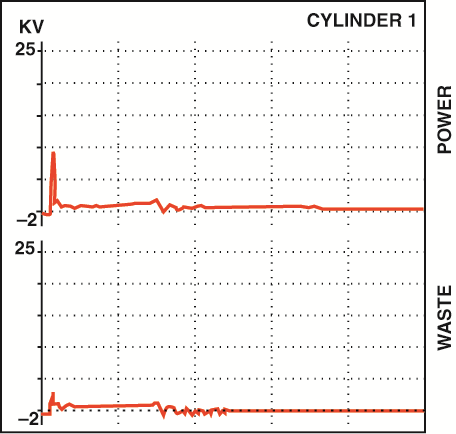 CYLINDER 1
KV
25
–2
POWER
25
–2
WASTE